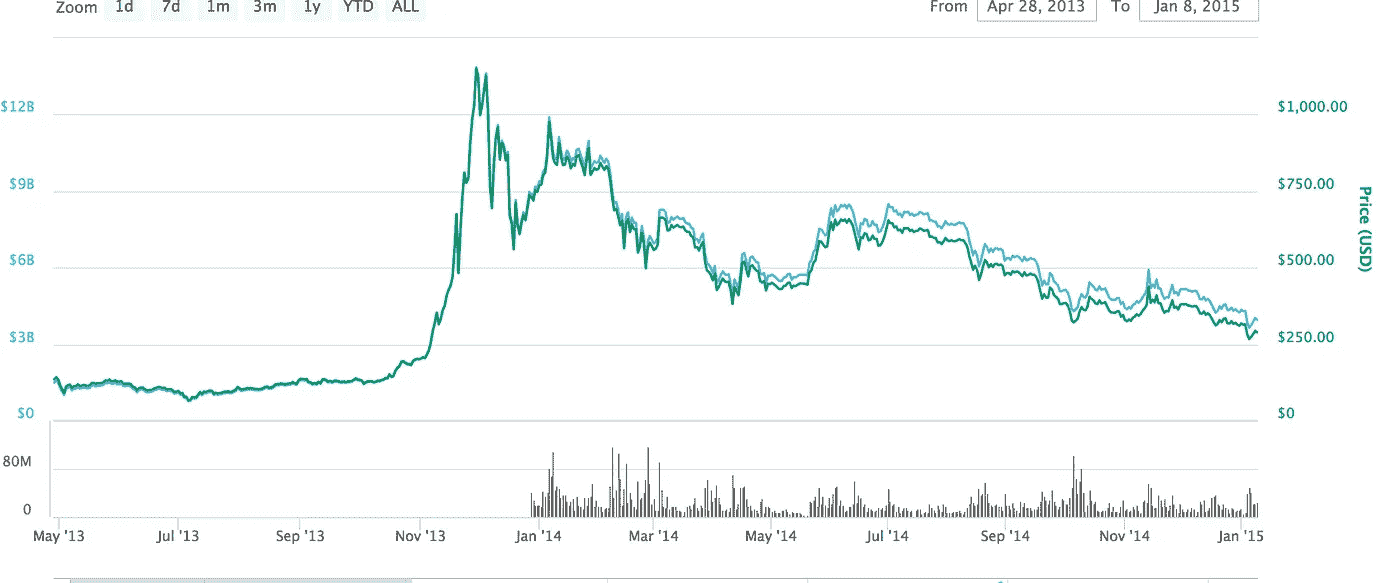 Zoom 1d 7d 1m 3m 1y YTD ALL From Apr 28, 2013 To Jan 8, 2015
$12B $1,000.00
$9B $750.00
$6B $500.00
$3B $250.00
$0 $0
Price (USD)
80M
0
May '13 Jul '13 Sep '13 Nov '13 Jan '14 Mar '14 May '14 Jul '14 Sep '14 Nov '14 Jan '15